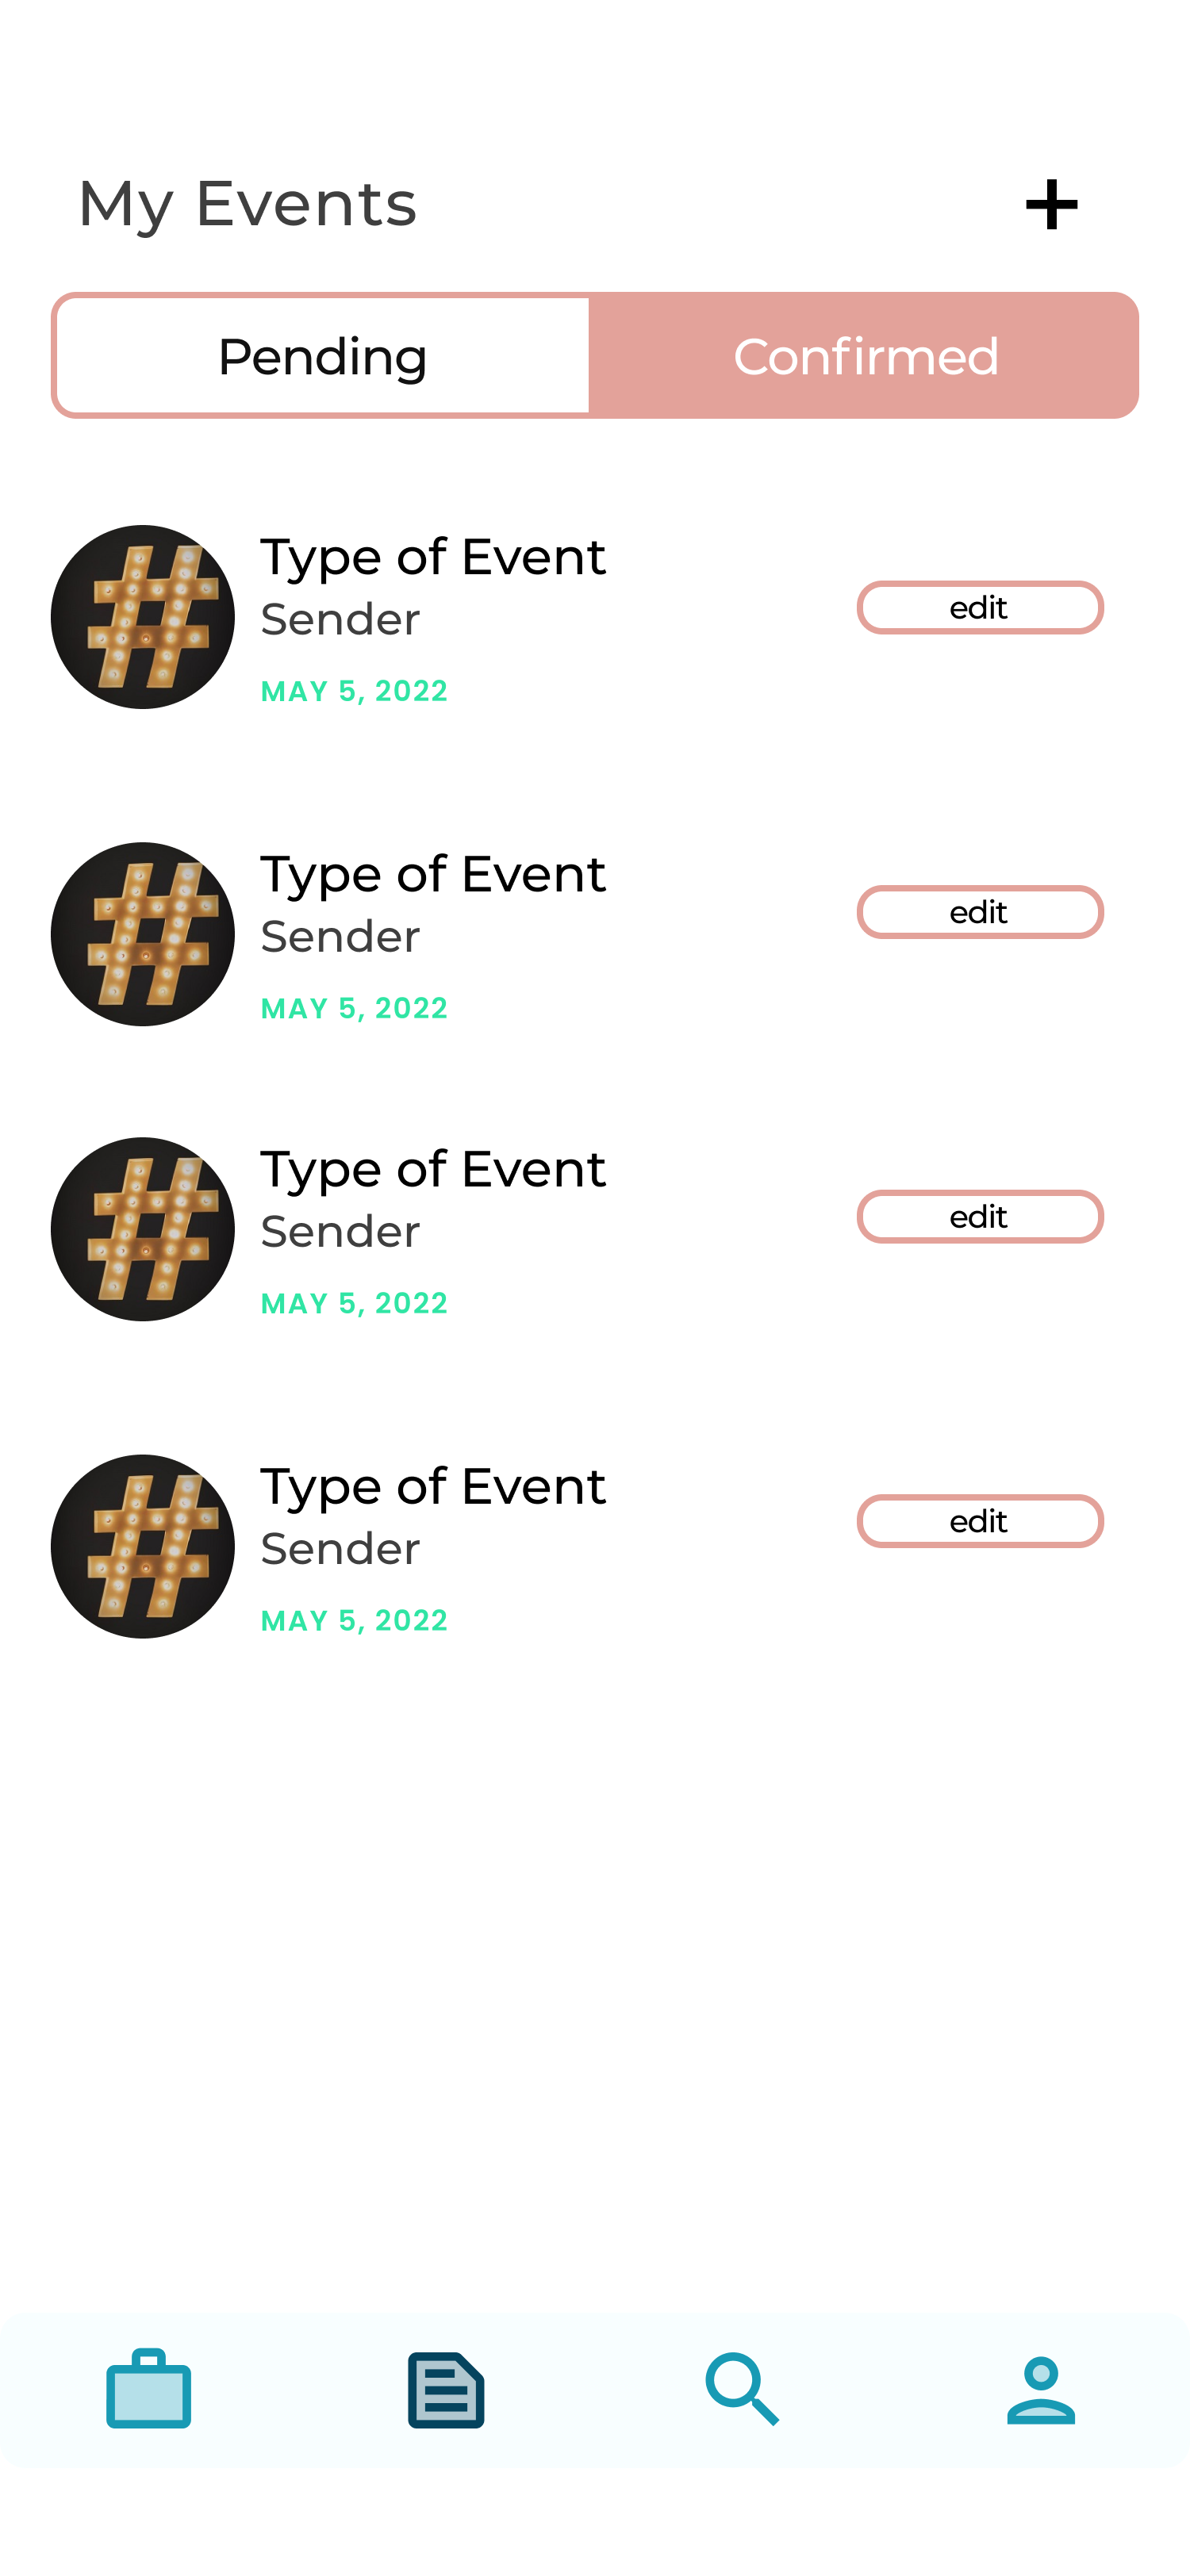 My Events
Pending
Confirmed
Type of Event
Sender
edit
MAY 5, 2022
Type of Event
Sender
edit
MAY 5, 2022
Type of Event
Sender
edit
MAY 5, 2022
Type of Event
Sender
edit
MAY 5, 2022